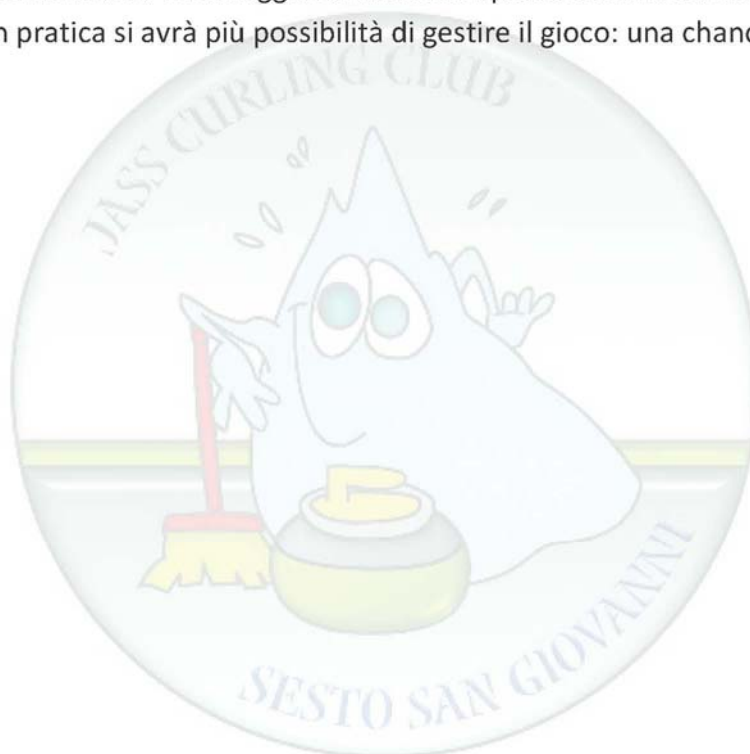 n pratica si avrà più possibilità di gestire il gioco: una chanc
JASS CURLING CLUB
SESTO SAN GIOVANNI